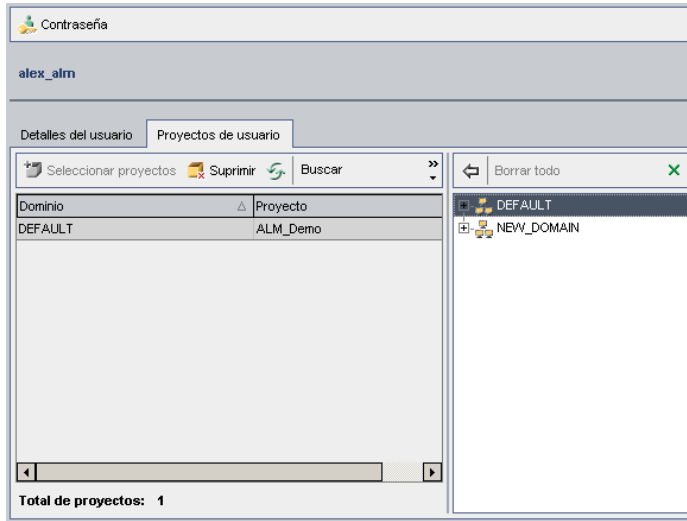 Contraseña
alex_alm
Detalles del usuario Proyectos de usuario
Seleccionar proyectos Suprimir Buscar » Borrar todo
Dominio Proyecto
DEFAULT ALM_Demo
DEFAULT
NEW_DOMAIN
Total de proyectos: 1